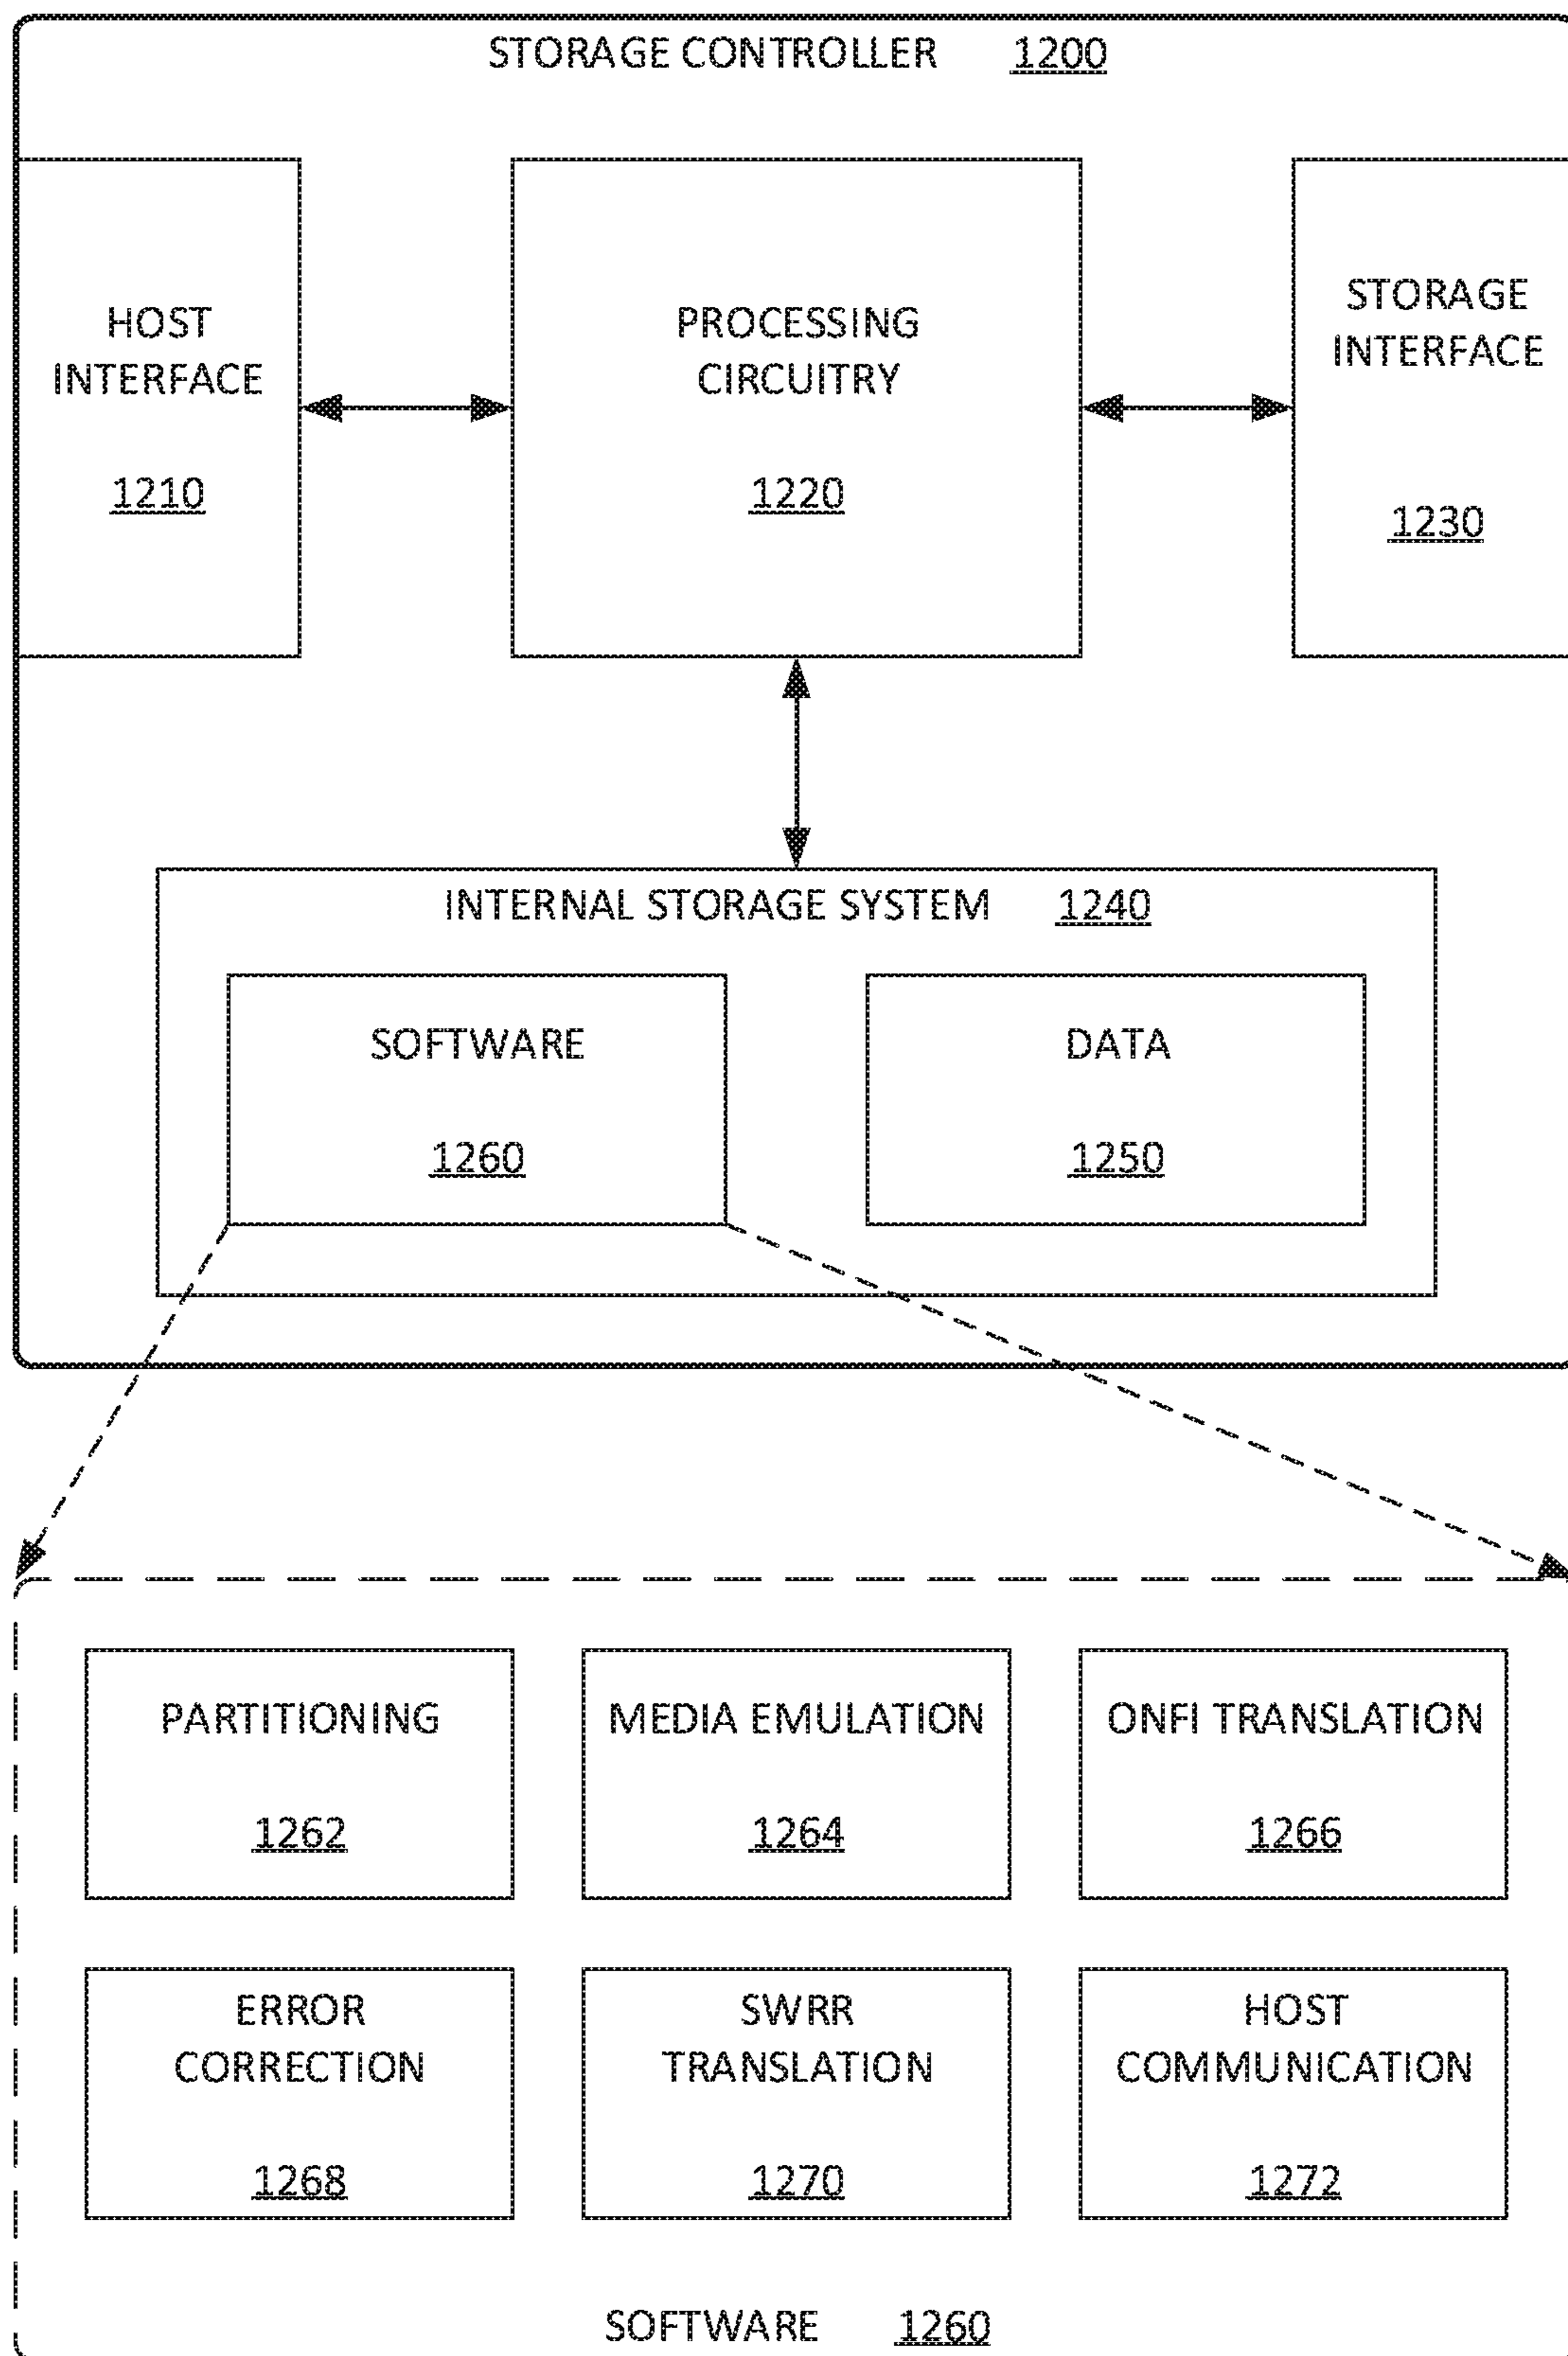 STORAGE CONTROLLER 1200
HOST
INTERFACE
1210
PROCESSING
CIRCUITRY
1220
STORAGE
INTERFACE
1230
INTERNAL STORAGE SYSTEM 1240
SOFTWARE
1260
DATA
1250
PARTITIONING
1262
MEDIA EMULATION
1264
ONFI TRANSLATION
1266
ERROR
CORRECTION
1268
SWRR
TRANSLATION
1270
HOST
COMMUNICATION
1272
SOFTWARE 1260